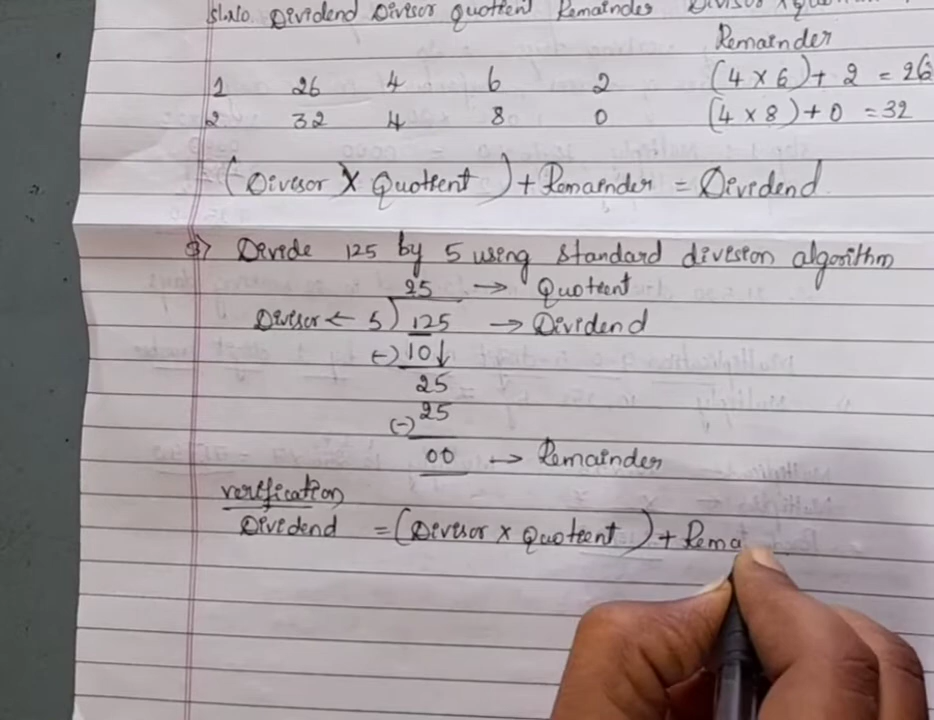 Sl.No. Dividend Divisor Quotient Remainder
Remainder
1 26 4 6 2 (4 x 6) + 2 = 26
2 32 4 8 0 (4 x 8) + 0 = 32
(Divisor X Quotient) + Remainder = Dividend
Divide 125 by 5 using standard division algorithm
25 → Quotient
Divisor ← 5) 125 → Dividend
(-) 10↓
25
(-) 25
00 → Remainder
verification
Dividend = (Divisor x Quotient) + Rema